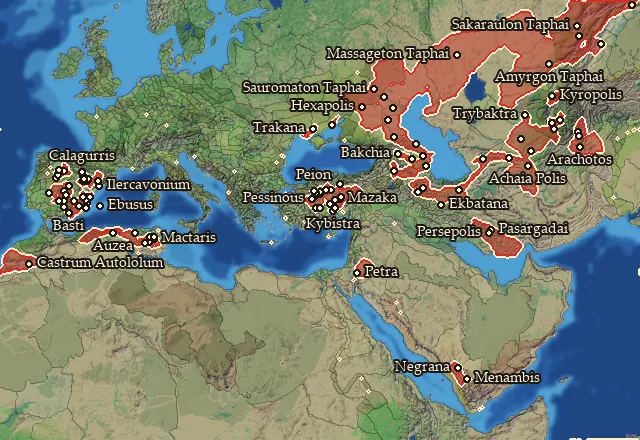 Sakaraulon Taphai
Massageton Taphai
Amyrgon Taphai
Sauromaton Taphai
Kyropolis
Hexapolis
Trybaktra
Trakana
Bakchia
Calagurris
Arachotos
Peion
Achaia Polis
Ilercavonium
Pessinous
Mazaka
Ebusus
Ekbatana
Basti
Kybistra
Persepolis
Pasargadai
Auzea
Mactaris
Castrum Autololum
Petra
Negrana
Menambis